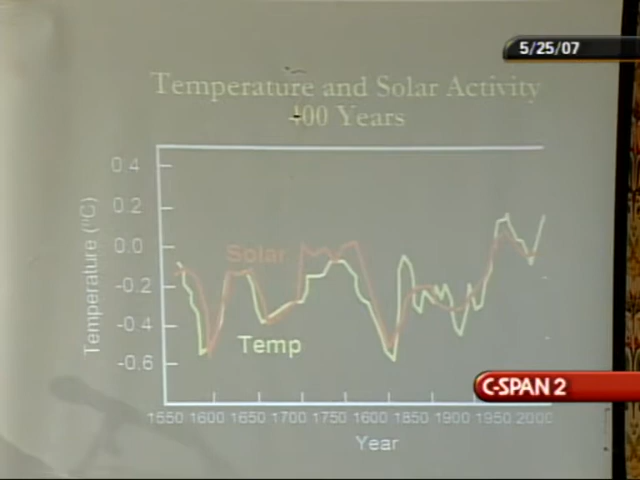 5/25/07
Temperature and Solar Activity
400 Years
0.4
0.2
0.0
-0.2
-0.4
-0.6
Temperature (°C)
Solar
Temp
C-SPAN 2
1550 1600 1650 1700 1750 1600 1850 1900 1950 2000
Year